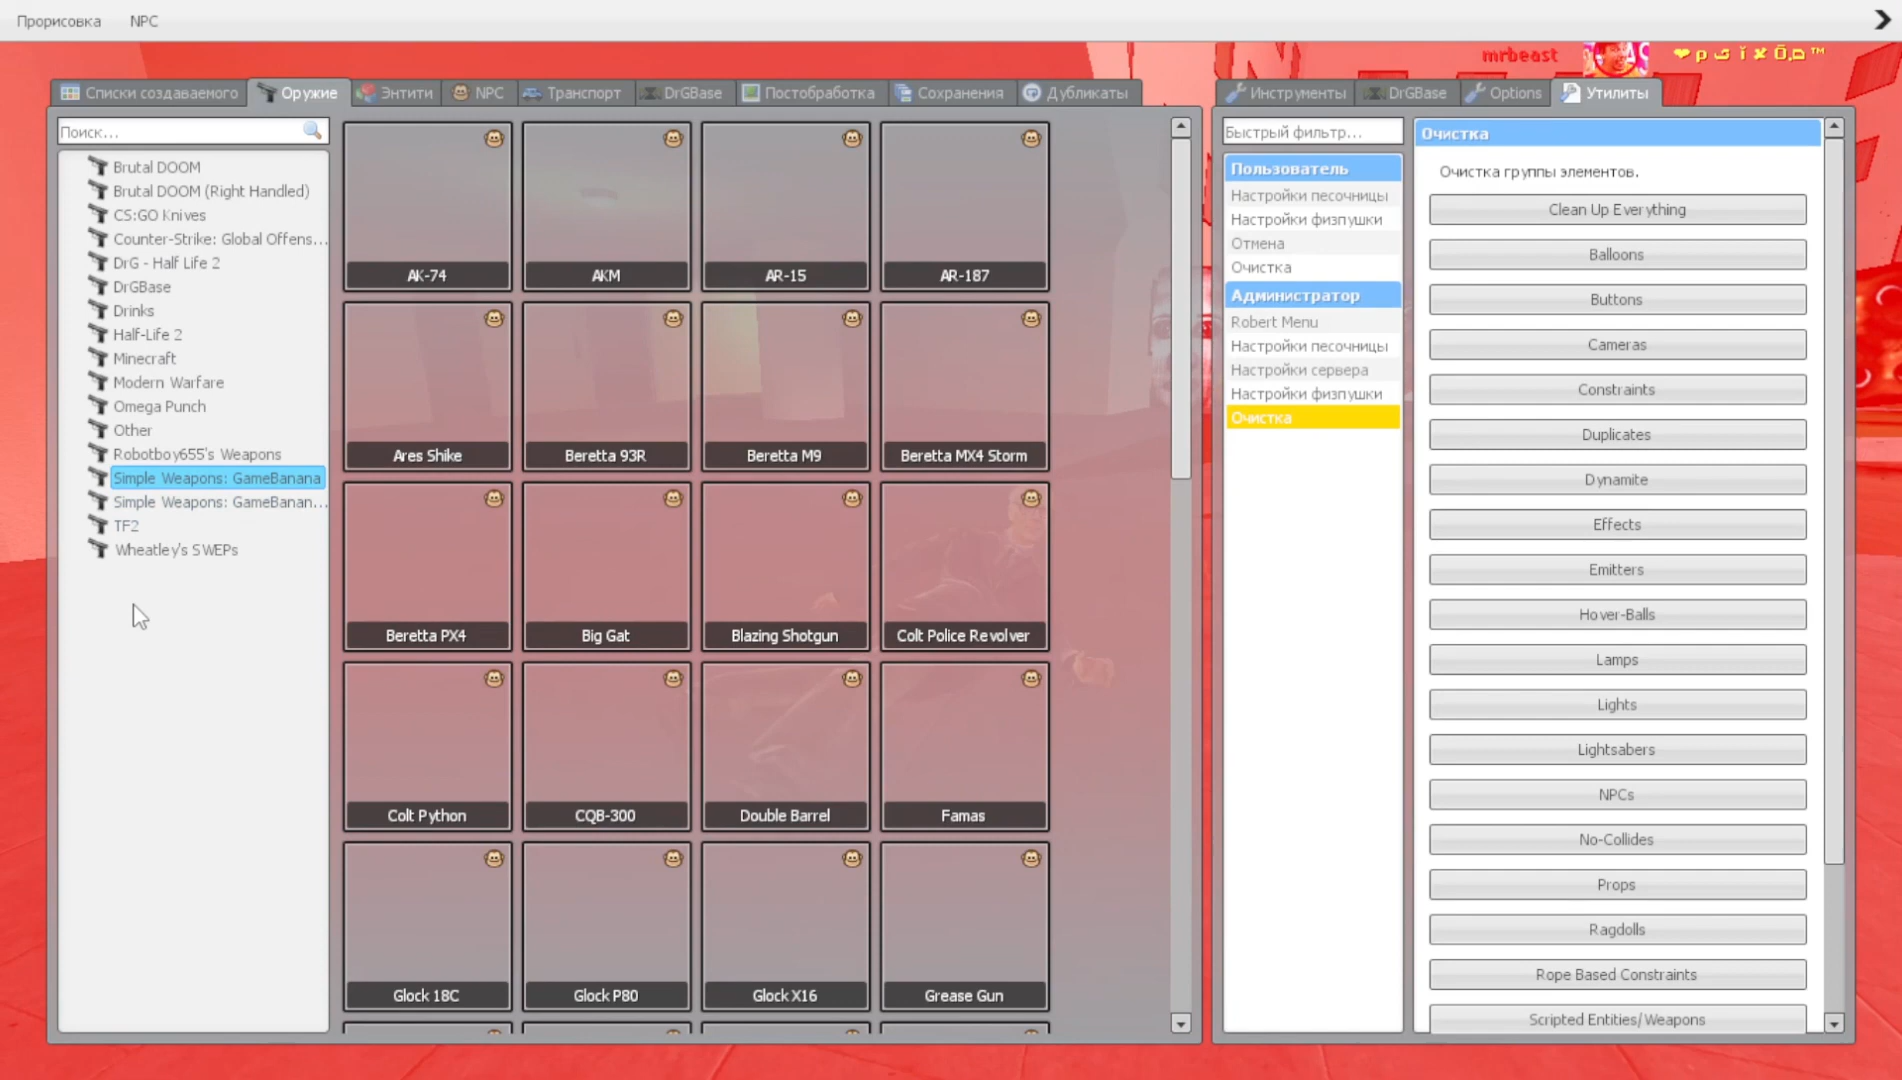 Прорисовка NPC
mrbeast
Списки создаваемого Оружие Энтити NPC Транспорт DrGBase Постобработка Сохранения Дубликаты
Инструменты DrGBase Options Утилиты
Поиск...
Brutal DOOM
Brutal DOOM (Right Handed)
CS:GO Knives
Counter-Strike: Global Offens...
DrG - Half Life 2
DrGBase
Drinks
Half-Life 2
Minecraft
Modern Warfare
Omega Punch
Other
Robotboy655's Weapons
Simple Weapons: GameBanana
Simple Weapons: GameBanan...
TF2
Wheatley's SWEPs
AK-74 AKM AR-15 AR-187
Ares Shike Beretta 93R Beretta M9 Beretta MX4 Storm
Beretta PX4 Big Gat Blazing Shotgun Colt Police Revolver
Colt Python CQB-300 Double Barrel Famas
Glock 18C Glock P80 Glock X16 Grease Gun
Быстрый фильтр...
Пользователь
Настройки песочницы
Настройки физпушки
Отмена
Очистка
Администратор
Robert Menu
Настройки песочницы
Настройки сервера
Настройки физпушки
Очистка
Очистка
Очистка группы элементов.
Clean Up Everything
Balloons
Buttons
Cameras
Constraints
Duplicates
Dynamite
Effects
Emitters
Hover-Balls
Lamps
Lights
Lightsabers
NPCs
No-Collides
Props
Ragdolls
Rope Based Constraints
Scripted Entities/Weapons